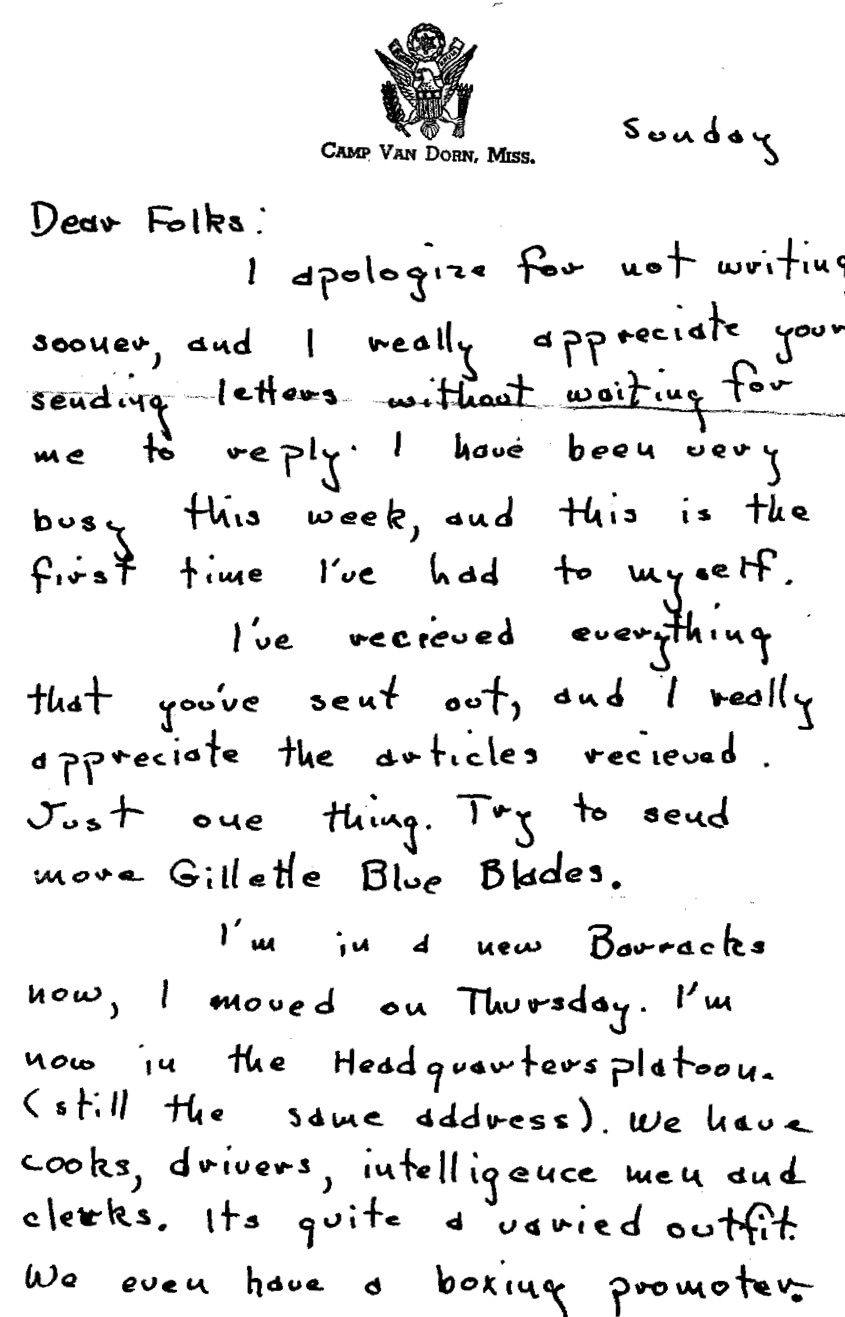 CAMP VAN DORN, MISS.
Sunday
Dear Folks:
I apologize for not writing
sooner, and I really appreciate your
sending letters without waiting for
me to reply. I have been very
busy this week, and this is the
first time I've had to myself.
I've recieved everything
that you've sent out, and I really
appreciate the articles recieved.
Just one thing. Try to send
more Gillette Blue Blades.
I'm in a new Barracks
now, I moved on Thursday. I'm
now in the Headquarters platoon.
(still the same address). We have
cooks, drivers, intelligence men and
clerks. Its quite a varied outfit.
We even have a boxing promoter.